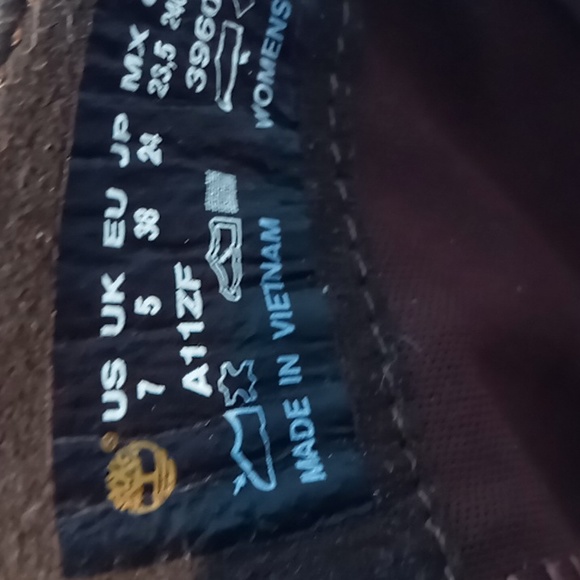 US UK EU JP MX
7 5 38 24 23,5
A11ZF 3960
MADE IN VIETNAM WOMENS